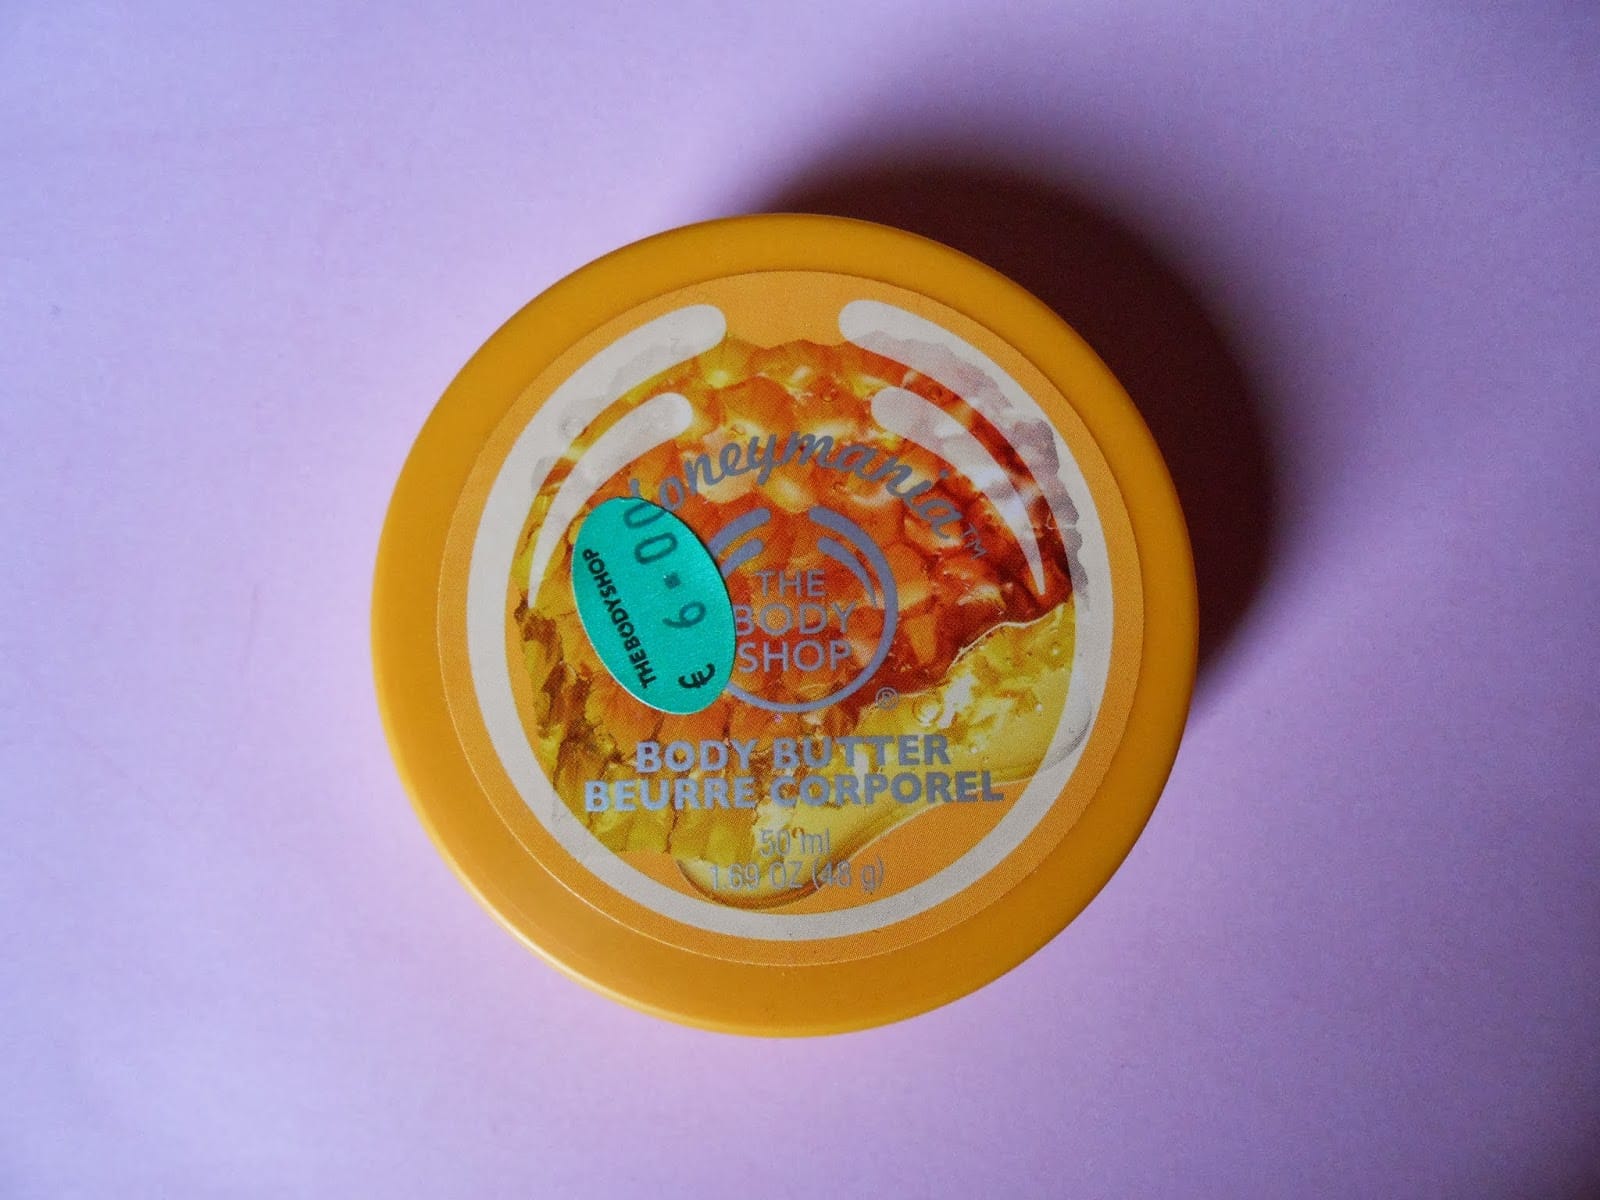 Honeymania™
THE
BODY
SHOP
®
BODY BUTTER
BEURRE CORPOREL
50 ml
1.69 OZ (48 g)
THE BODY SHOP
€ 6.00